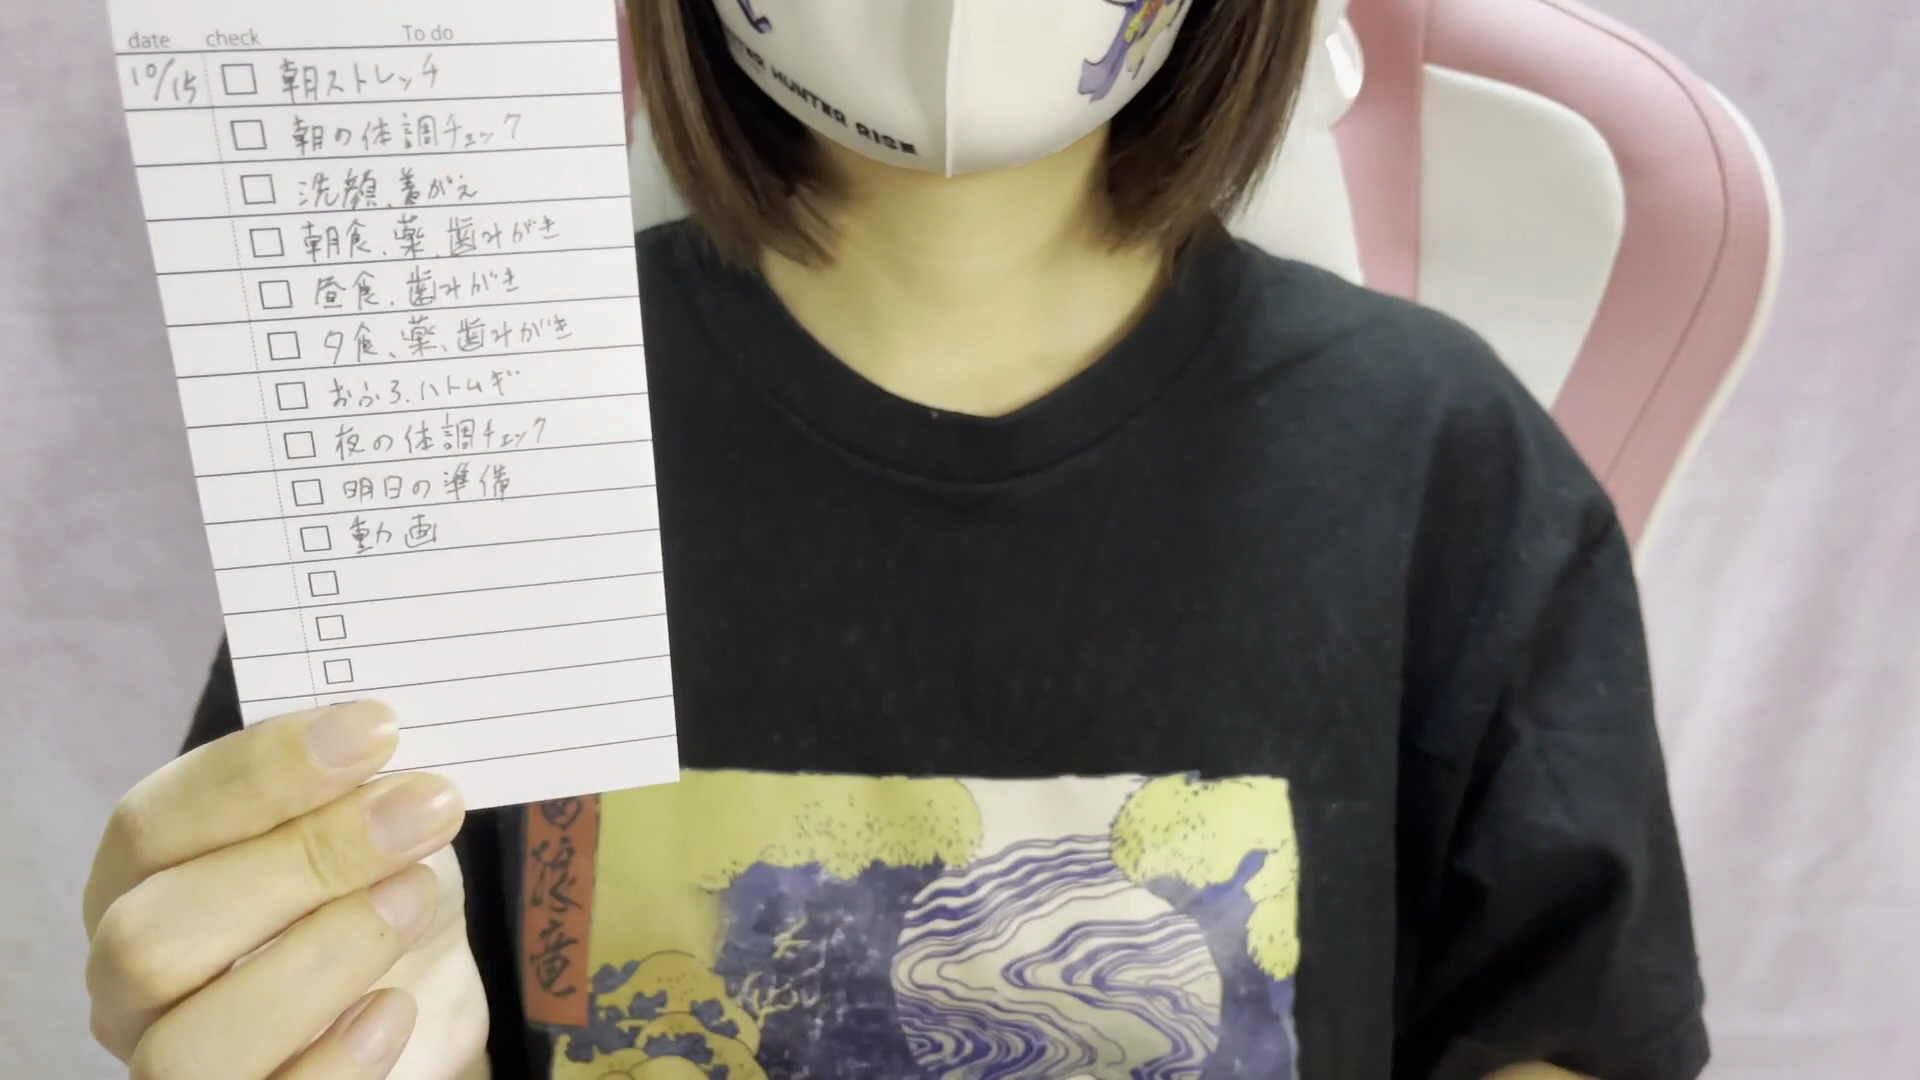 date check To do
10/15 朝ストレッチ
朝の体調チェック
洗顔、着がえ
朝食、薬、歯みがき
昼食、歯みがき
夕食、薬、歯みがき
おふろ、ハトムギ
夜の体調チェック
明日の準備
動画
HUNTER RISE
竜